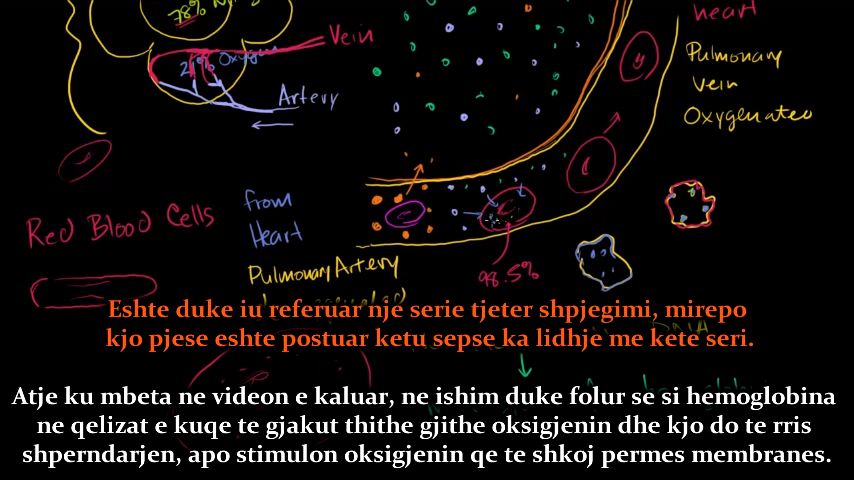 78%
heart
Vein
21% Oxygen
Pulmonary
vein
Oxygenated
Artery
from
Heart
Red Blood Cells
Pulmonary Artery
98.5%
Eshte duke iu referuar nje serie tjeter shpjegimi, mirepo
kjo pjese eshte postuar ketu sepse ka lidhje me kete seri.
Atje ku mbeta ne videon e kaluar, ne ishim duke folur se si hemoglobina
ne qelizat e kuqe te gjakut thithe gjithe oksigjenin dhe kjo do te rris
shperndarjen, apo stimulon oksigjenin qe te shkoj permes membranes.